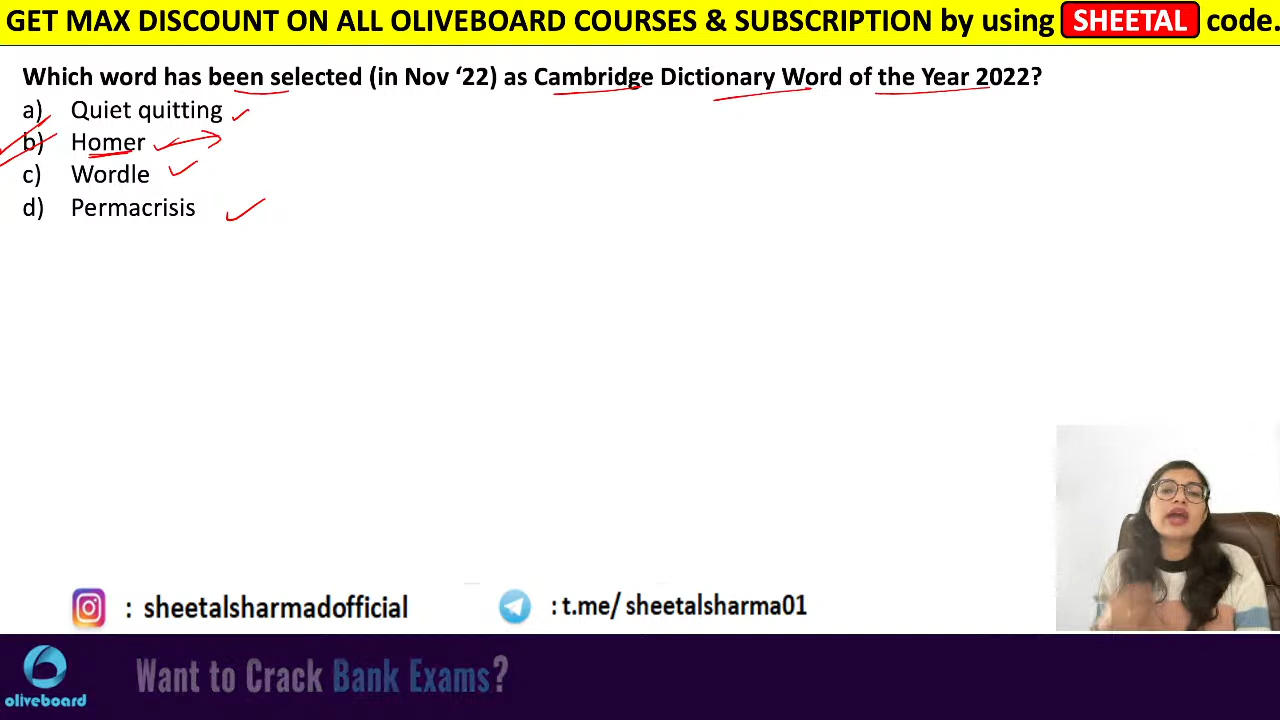 GET MAX DISCOUNT ON ALL OLIVEBOARD COURSES & SUBSCRIPTION by using SHEETAL code.
Which word has been selected (in Nov ‘22) as Cambridge Dictionary Word of the Year 2022?
a) Quiet quitting
b) Homer
c) Wordle
d) Permacrisis
: sheetalsharmadofficial
: t.me/ sheetalsharma01
Want to Crack Bank Exams?
oliveboard